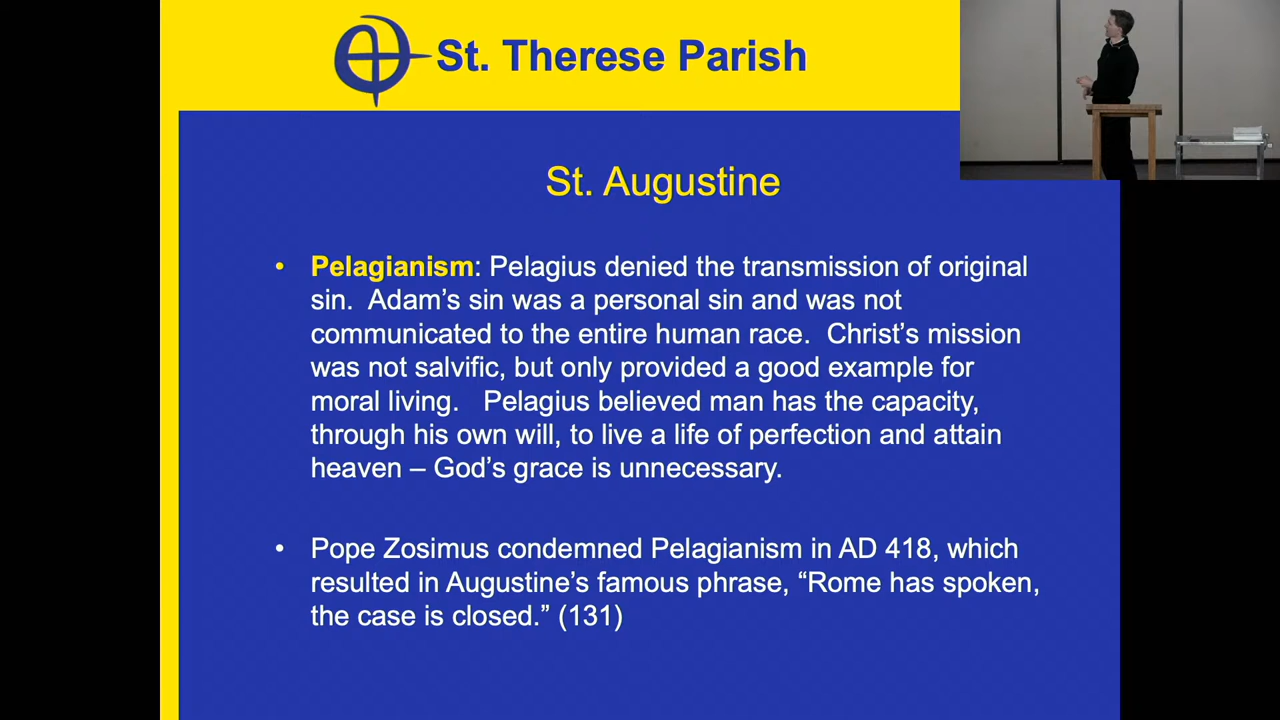 St. Therese Parish
St. Augustine
• Pelagianism: Pelagius denied the transmission of original
sin.  Adam's sin was a personal sin and was not
communicated to the entire human race.  Christ's mission
was not salvific, but only provided a good example for
moral living.   Pelagius believed man has the capacity,
through his own will, to live a life of perfection and attain
heaven – God's grace is unnecessary.
• Pope Zosimus condemned Pelagianism in AD 418, which
resulted in Augustine's famous phrase, “Rome has spoken,
the case is closed.” (131)